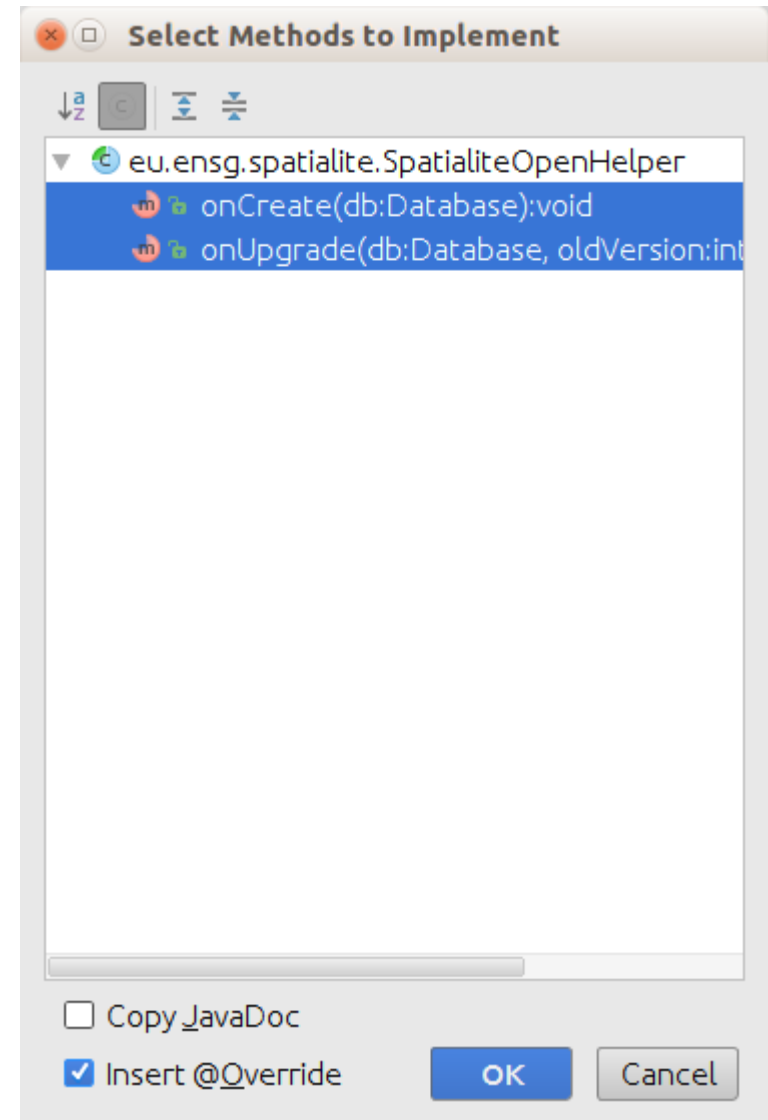 Select Methods to Implement
eu.ensg.spatialite.SpatialiteOpenHelper
onCreate(db:Database):void
onUpgrade(db:Database, oldVersion:int
Copy JavaDoc
Insert @Override
OK
Cancel